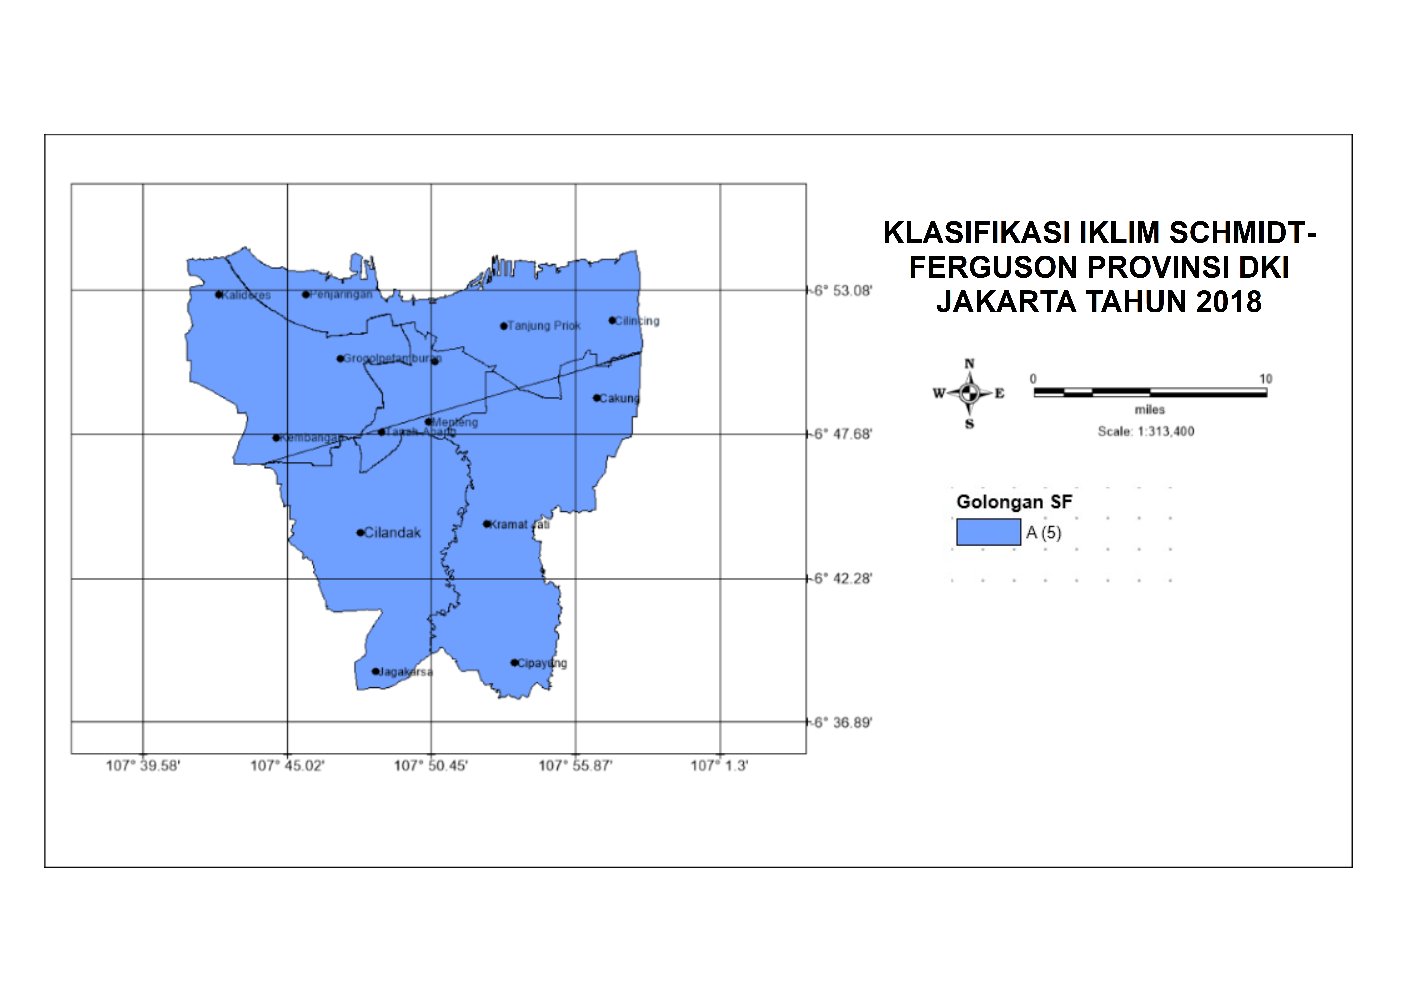 KLASIFIKASI IKLIM SCHMIDT-
FERGUSON PROVINSI DKI
JAKARTA TAHUN 2018
N
W E
S
0 10
miles
Scale: 1:313,400
Golongan SF
A (5)
Kalideres
Penjaringan
Tanjung Priok
Cilincing
Grogolpetamburan
Cakung
Menteng
Tanah Abang
Kembangan
Cilandak
Kramat Jati
Cipayung
Jagakarsa
-6° 53.08'
-6° 47.68'
-6° 42.28'
-6° 36.89'
107° 39.58' 107° 45.02' 107° 50.45' 107° 55.87' 107° 1.3'